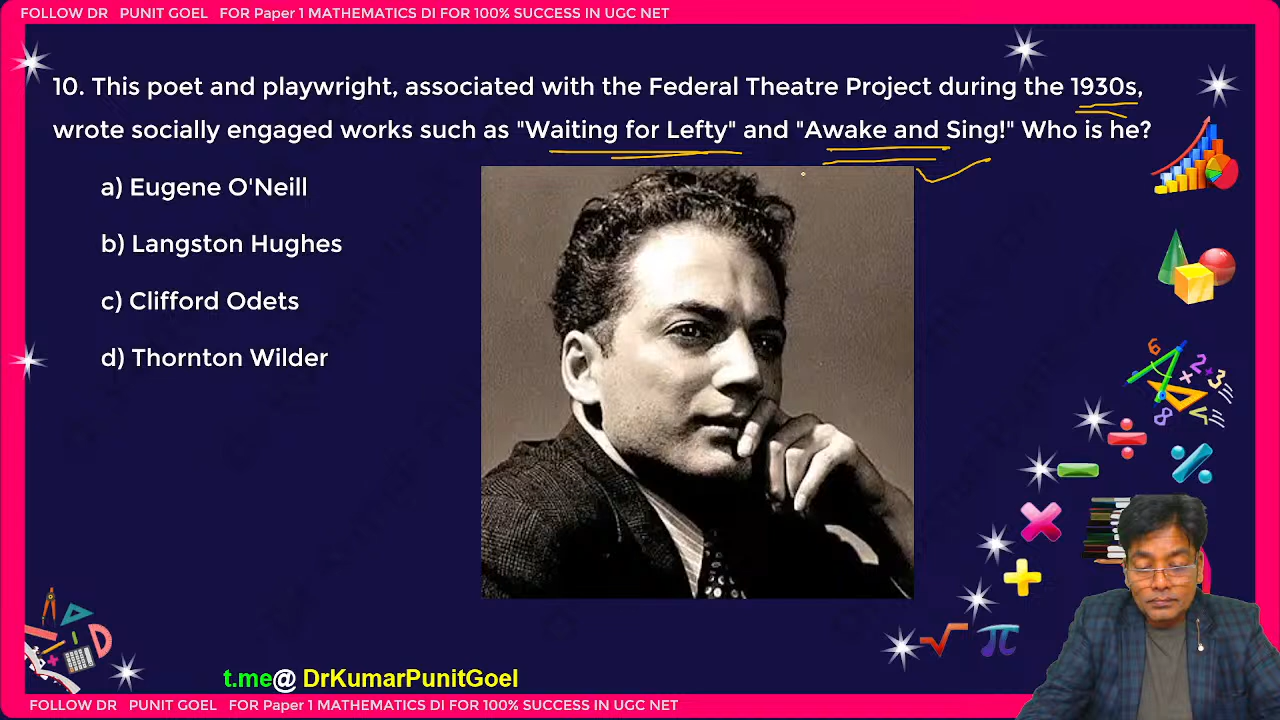 FOLLOW DR PUNIT GOEL FOR Paper 1 MATHEMATICS DI FOR 100% SUCCESS IN UGC NET
10. This poet and playwright, associated with the Federal Theatre Project during the 1930s,
wrote socially engaged works such as "Waiting for Lefty" and "Awake and Sing!" Who is he?
a) Eugene O'Neill
b) Langston Hughes
c) Clifford Odets
d) Thornton Wilder
t.me@ DrKumarPunitGoel
FOLLOW DR PUNIT GOEL FOR Paper 1 MATHEMATICS DI FOR 100% SUCCESS IN UGC NET